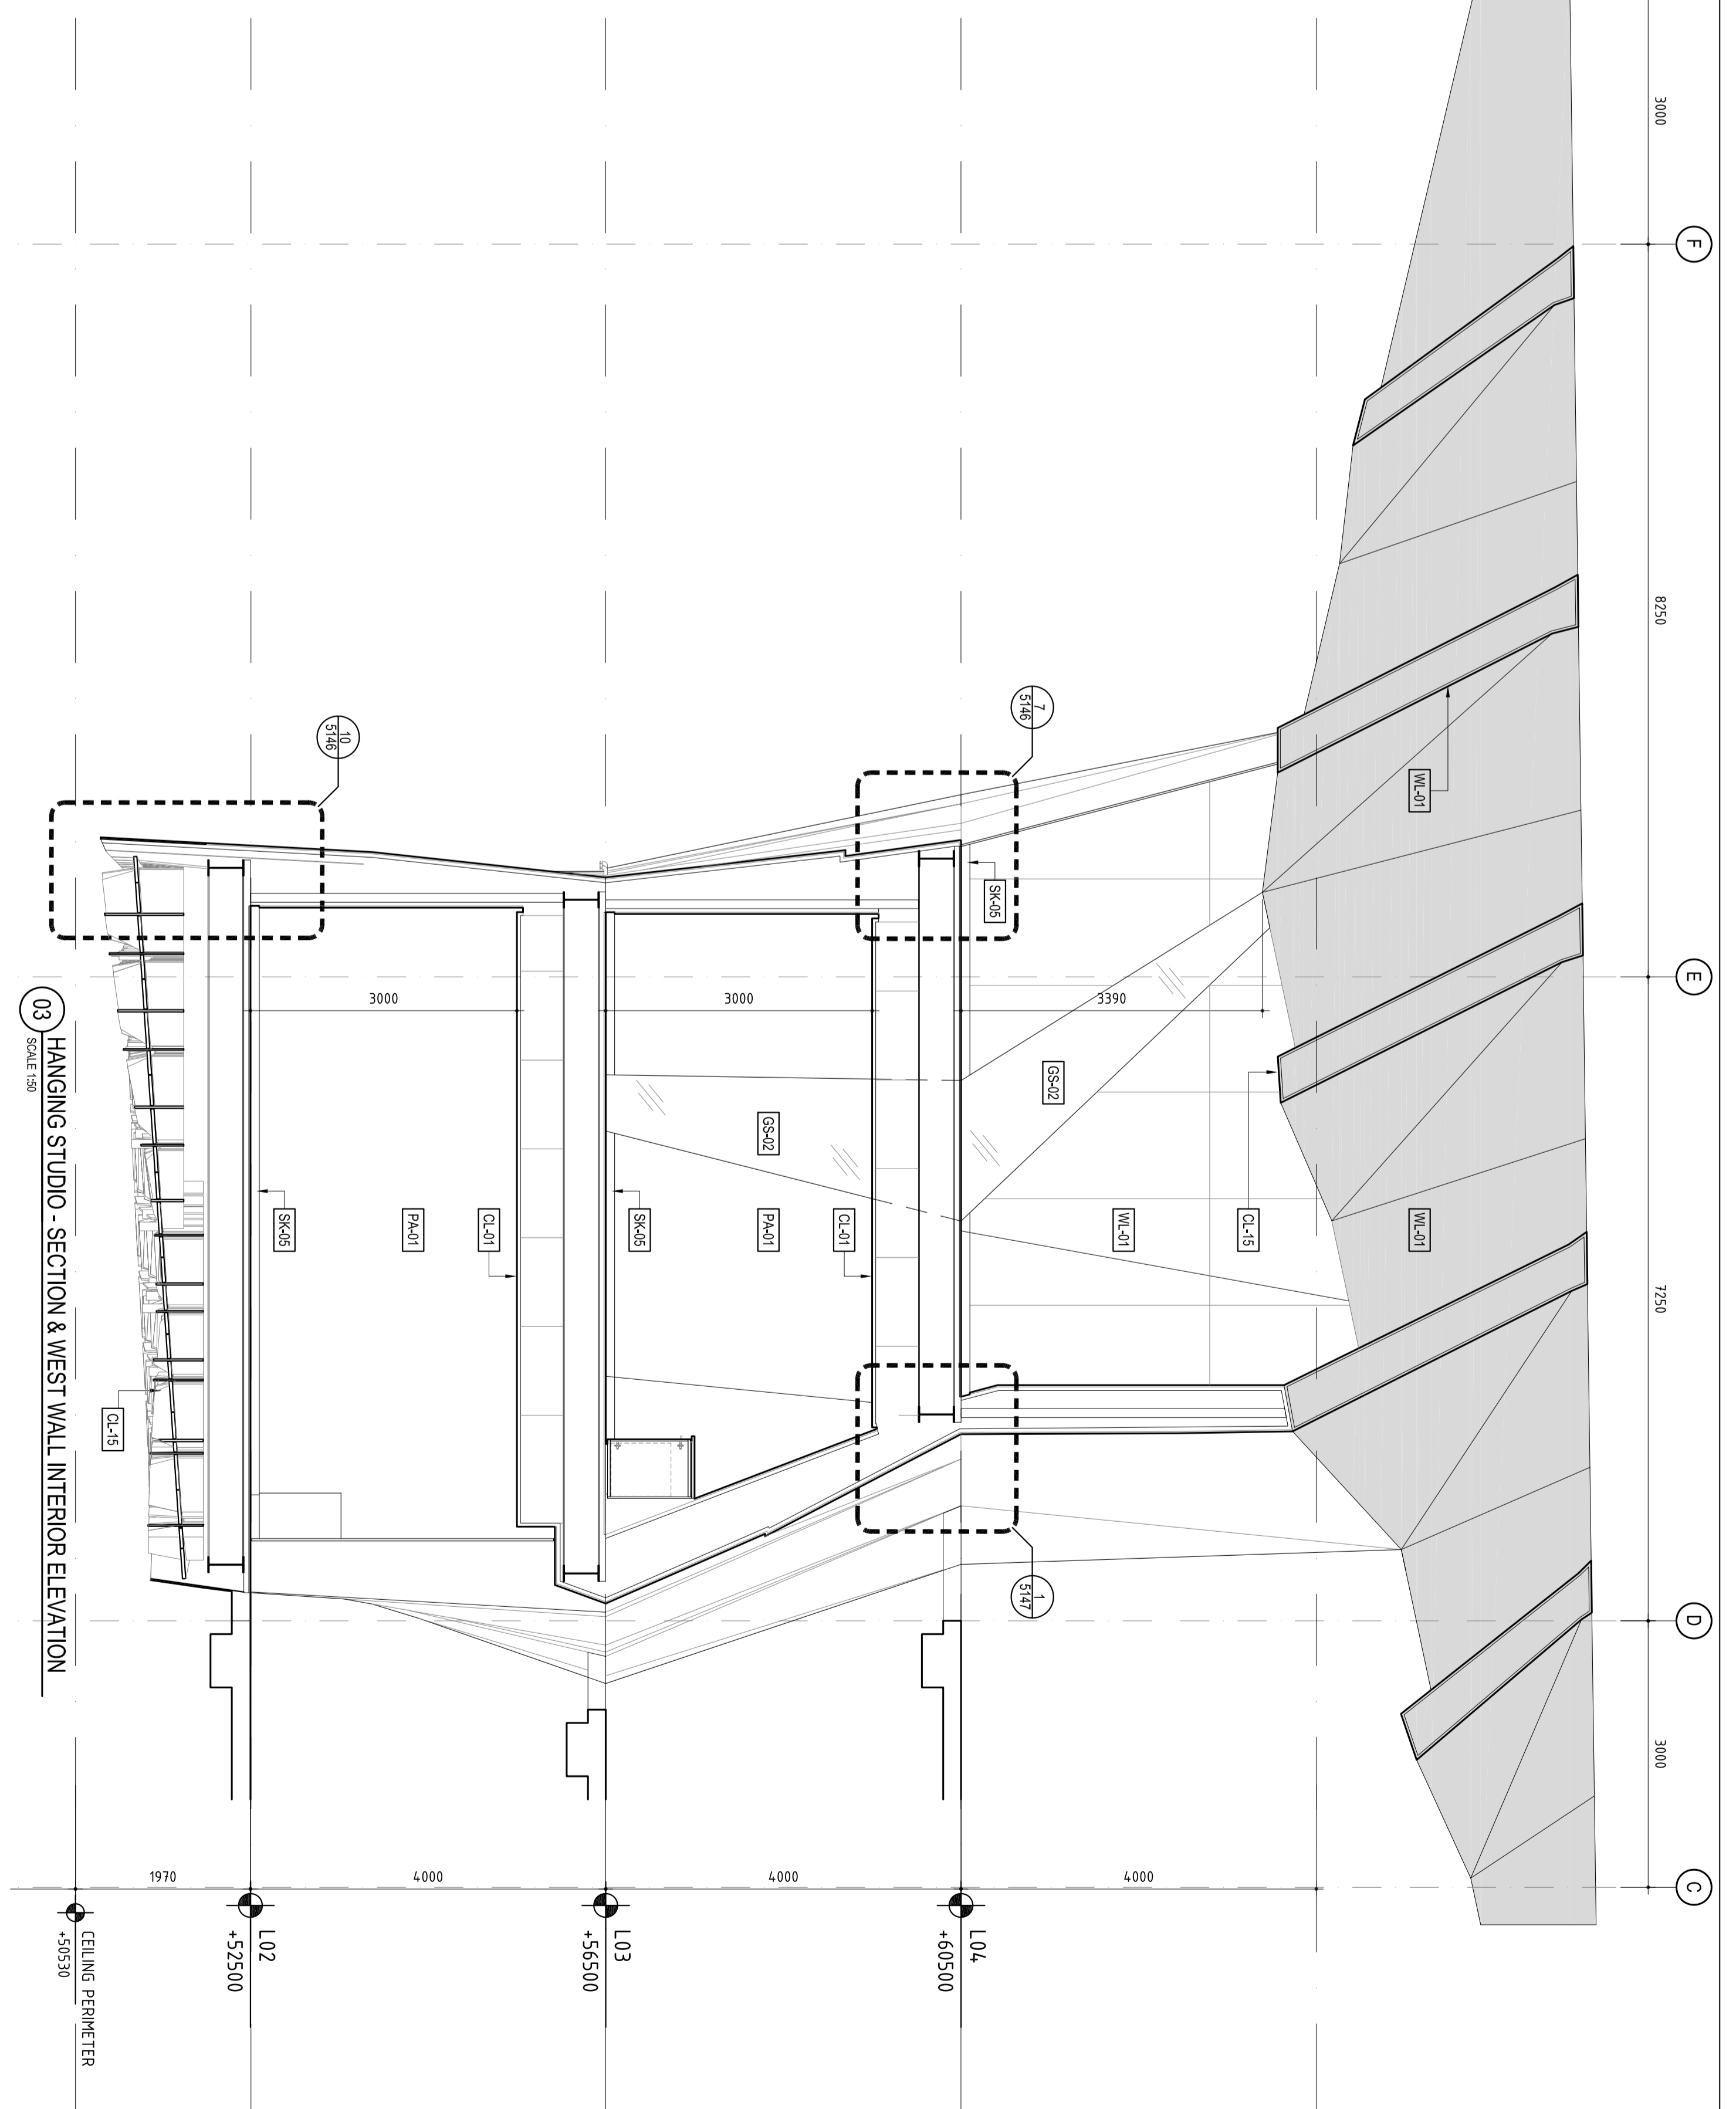 F
E
D
C
3000
8250
7250
3000
WL-01
WL-01
CL-15
3390
WL-01
4000
GS-02
7
5146
1
5147
SK-05
L04
+60500
CL-01
3000
GS-02
PA-01
4000
SK-05
L03
+56500
CL-01
3000
PA-01
4000
10
5146
SK-05
L02
+52500
1970
CL-15
CEILING PERIMETER
+50530
03 HANGING STUDIO - SECTION & WEST WALL INTERIOR ELEVATION
SCALE 1:50